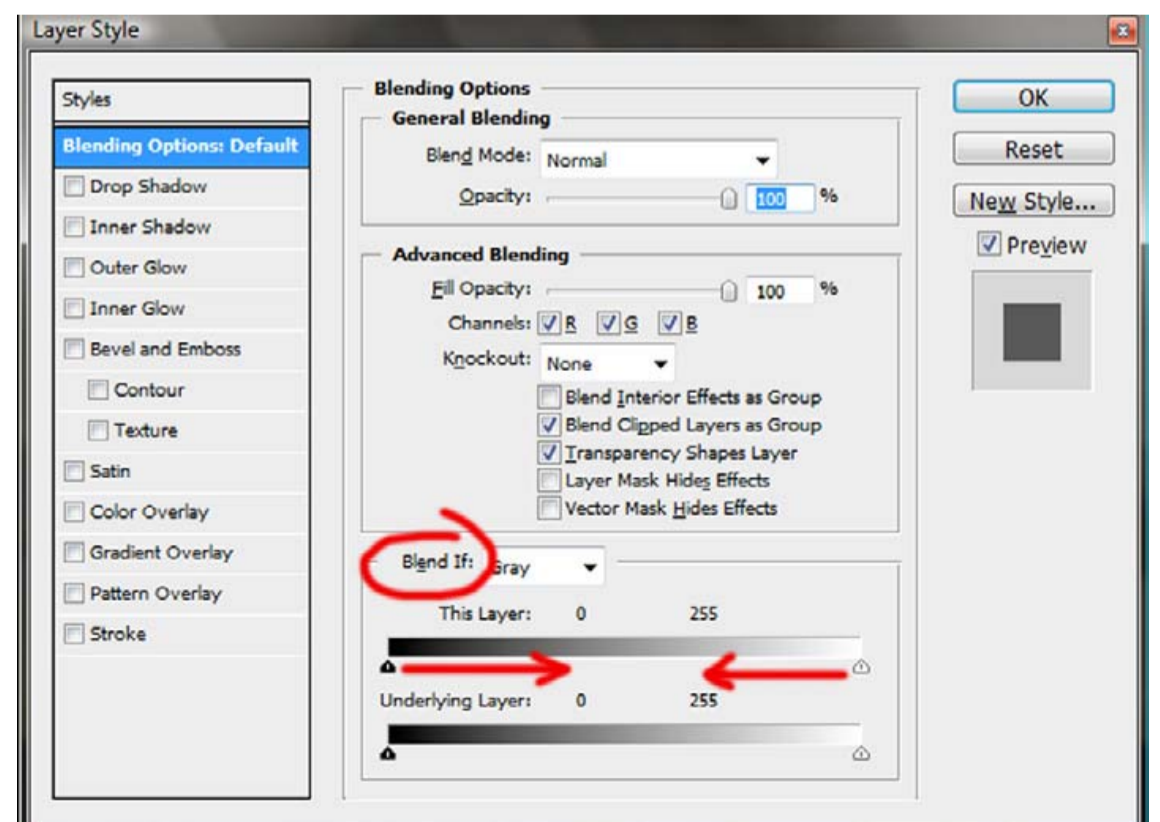 Layer Style
Styles
Blending Options: Default
Drop Shadow
Inner Shadow
Outer Glow
Inner Glow
Bevel and Emboss
Contour
Texture
Satin
Color Overlay
Gradient Overlay
Pattern Overlay
Stroke
Blending Options
General Blending
Blend Mode: Normal
Opacity: 100 %
Advanced Blending
Fill Opacity: 100 %
Channels: R G B
Knockout: None
Blend Interior Effects as Group
Blend Clipped Layers as Group
Transparency Shapes Layer
Layer Mask Hides Effects
Vector Mask Hides Effects
Blend If: Gray
This Layer: 0 255
Underlying Layer: 0 255
OK
Reset
New Style...
Preview